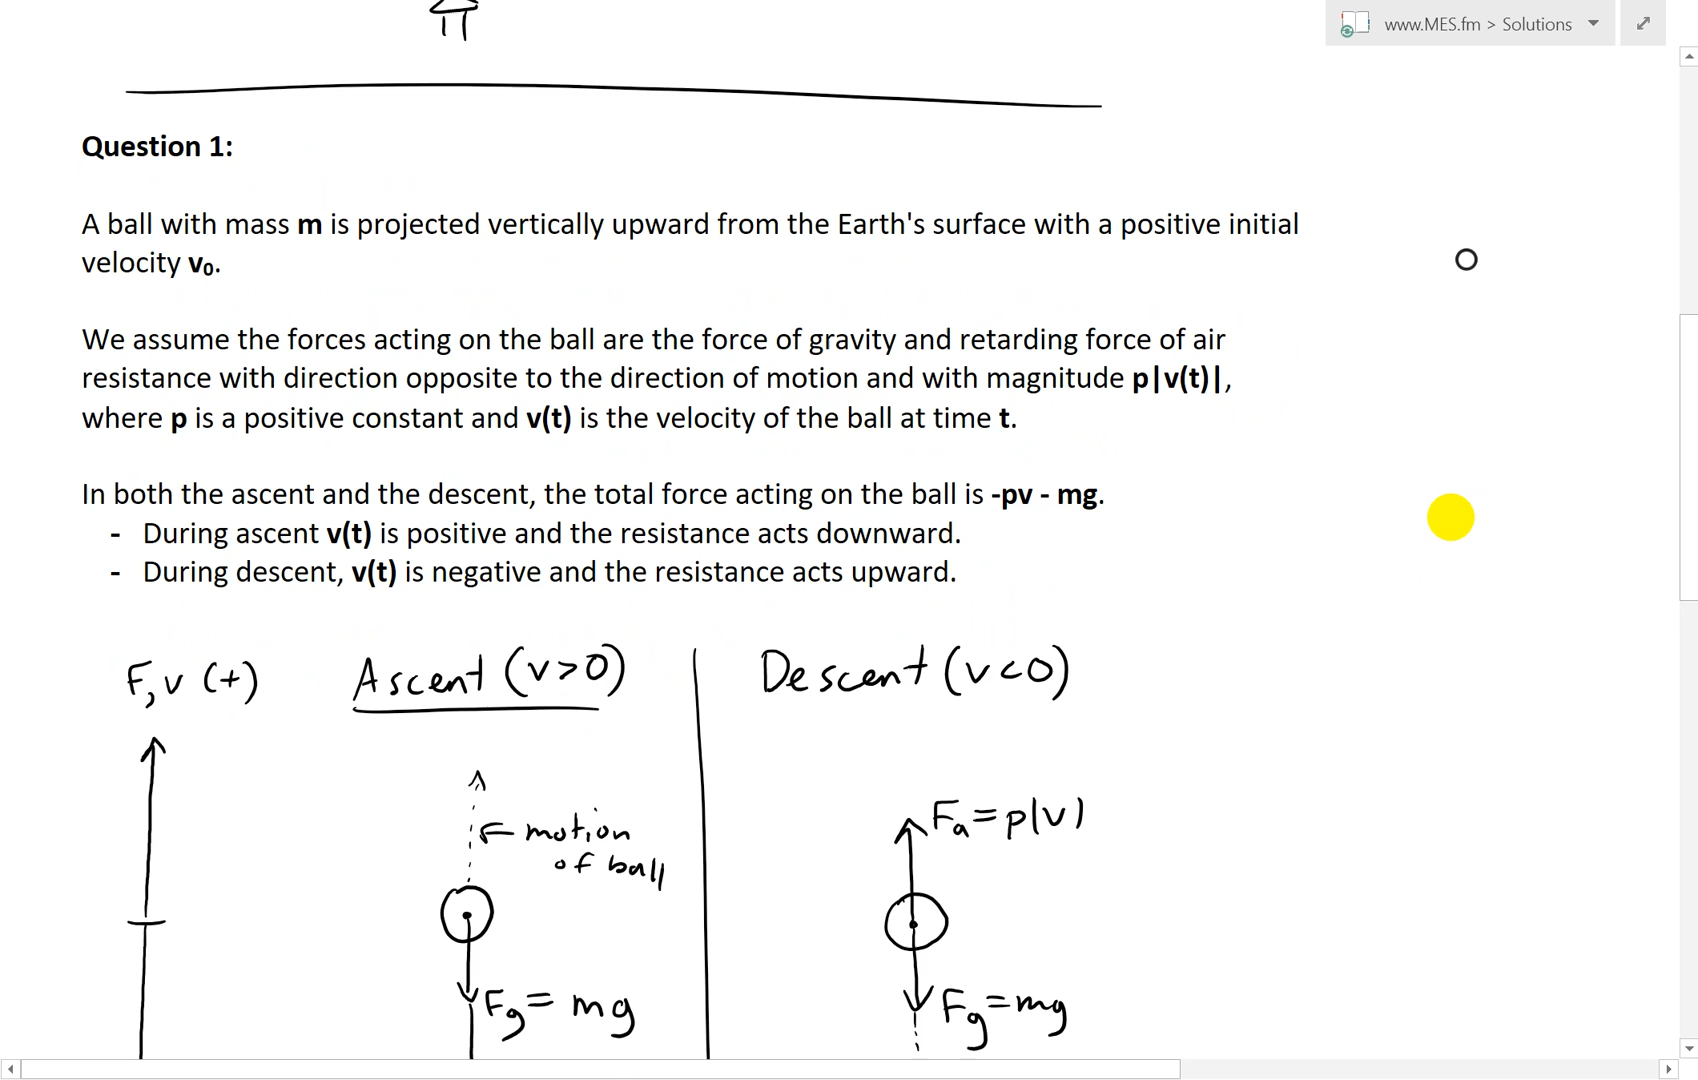 www.MES.fm > Solutions
Question 1:
A ball with mass m is projected vertically upward from the Earth's surface with a positive initial
velocity v₀.
We assume the forces acting on the ball are the force of gravity and retarding force of air
resistance with direction opposite to the direction of motion and with magnitude p|v(t)|,
where p is a positive constant and v(t) is the velocity of the ball at time t.
In both the ascent and the descent, the total force acting on the ball is -pv - mg.
- During ascent v(t) is positive and the resistance acts downward.
- During descent, v(t) is negative and the resistance acts upward.
F, v (+)
Ascent (v>0)
Descent (v<0)
motion
of ball
Fg = mg
Fa = p|v|
Fg = mg